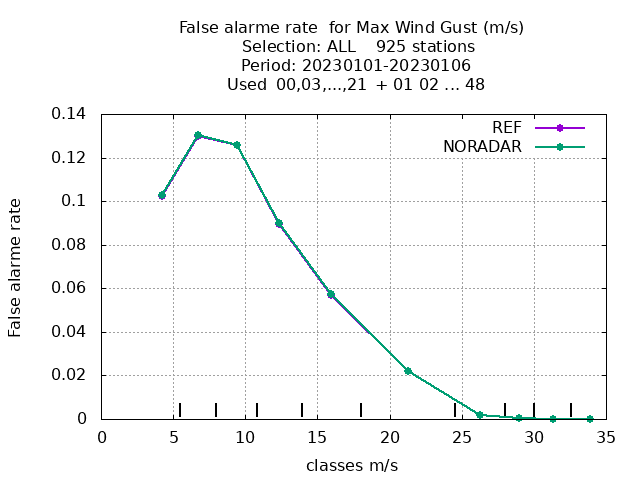 False alarme rate  for Max Wind Gust (m/s)
Selection: ALL    925 stations
Period: 20230101-20230106
Used  00,03,...,21  + 01 02 ... 48
REF
NORADAR
0.14
0.12
0.1
0.08
0.06
0.04
0.02
0
False alarme rate
0 5 10 15 20 25 30 35
classes m/s